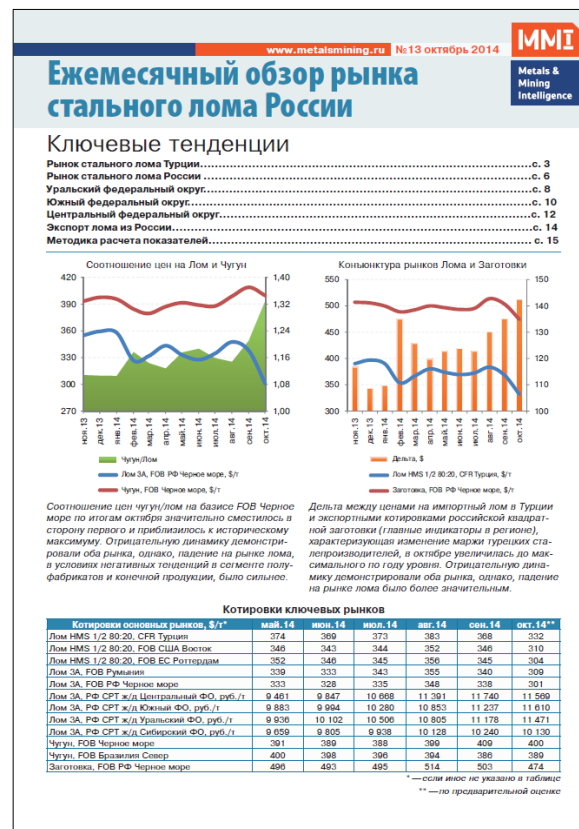 www.metalsmining.ru №13 октябрь 2014
MMI
Metals &
Mining
Intelligence
Ежемесячный обзор рынка
стального лома России
Ключевые тенденции
Рынок стального лома Турции...с. 3
Рынок стального лома России...с. 6
Уральский федеральный округ...с. 8
Южный федеральный округ...с. 10
Центральный федеральный округ...с. 12
Экспорт лома из России...с. 14
Методика расчета показателей...с. 15
Соотношение цен на Лом и Чугун
420 1,40
390 1,32
360 1,24
330 1,16
300 1,08
270 1,00
ноя.13 дек.13 янв.14 фев.14 мар.14 апр.14 май.14 июн.14 июл.14 авг.14 сен.14 окт.14
Чугун/Лом
Лом 3А, FOB РФ Черное море, $/т
Чугун, FOB Черное море, $/т
Конъюнктура рынков Лома и Заготовки
550 150
500 140
450 130
400 120
350 110
300 100
ноя.13 дек.13 янв.14 фев.14 мар.14 апр.14 май.14 июн.14 июл.14 авг.14 сен.14 окт.14
Дельта, $
Лом HMS 1/2 80:20, CFR Турция, $/т
Заготовка, FOB РФ Черное море, $/т
Соотношение цен чугун/лом на базисе FOB Черное
море по итогам октября значительно сместилось в
сторону первого и приблизилось к историческому
максимуму. Отрицательную динамику демонстри-
ровали оба рынка, однако, падение на рынке лома,
в условиях негативных тенденций в сегменте полу-
фабрикатов и конечной продукции, было сильнее.
Дельта между ценами на импортный лом в Турции
и экспортными котировками российской квадрат-
ной заготовки (главные индикаторы в регионе),
характеризующая изменение маржи турецких ста-
лепроизводителей, в октябре увеличилась до мак-
симального по году уровня. Отрицательную дина-
мику демонстрировали оба рынка, однако, падение
на рынке лома было более значительным.
Котировки ключевых рынков
Котировки основных рынков, $/т* май.14 июн.14 июл.14 авг.14 сен.14 окт.14**
Лом HMS 1/2 80:20, CFR Турция 374 369 373 383 368 332
Лом HMS 1/2 80:20, FOB США Восток 346 343 344 352 346 310
Лом HMS 1/2 80:20, FOB ЕС Роттердам 352 346 345 356 345 304
Лом 3А, FOB Румыния 339 333 343 355 340 309
Лом 3А, FOB РФ Черное море 333 328 335 348 338 301
Лом 3А, РФ CPT ж/д Центральный ФО, руб./т 9 461 9 847 10 668 11 391 11 740 11 569
Лом 3А, РФ CPT ж/д Южный ФО, руб./т 9 883 9 994 10 280 10 853 11 237 11 610
Лом 3А, РФ CPT ж/д Уральский ФО, руб./т 9 936 10 102 10 506 10 805 11 178 11 471
Лом 3А, РФ CPT ж/д Сибирский ФО, руб./т 9 659 9 805 9 938 10 128 10 240 10 130
Чугун, FOB Черное море 391 389 388 399 409 400
Чугун, FOB Бразилия Север 400 398 396 394 386 389
Заготовка, FOB РФ Черное море 496 493 495 514 503 474
* — если иное не указано в таблице
** — по предварительной оценке